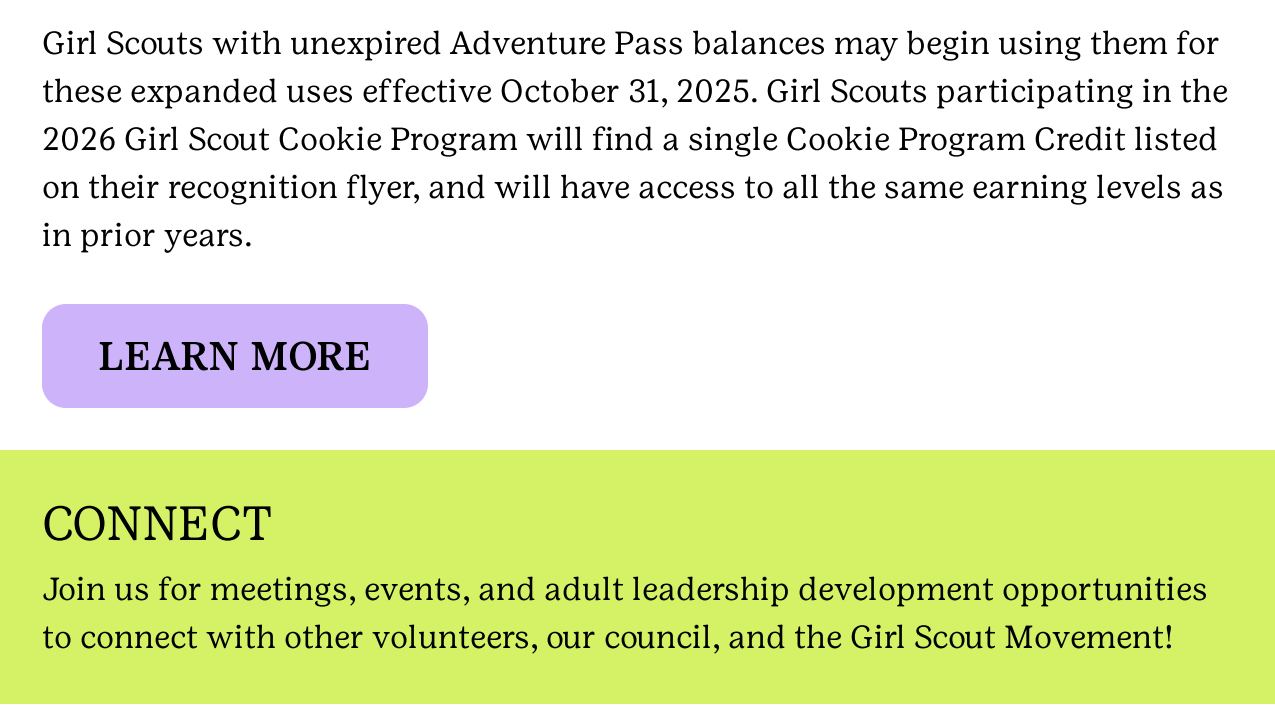 Girl Scouts with unexpired Adventure Pass balances may begin using them for
these expanded uses effective October 31, 2025. Girl Scouts participating in the
2026 Girl Scout Cookie Program will find a single Cookie Program Credit listed
on their recognition flyer, and will have access to all the same earning levels as
in prior years.
LEARN MORE
CONNECT
Join us for meetings, events, and adult leadership development opportunities
to connect with other volunteers, our council, and the Girl Scout Movement!